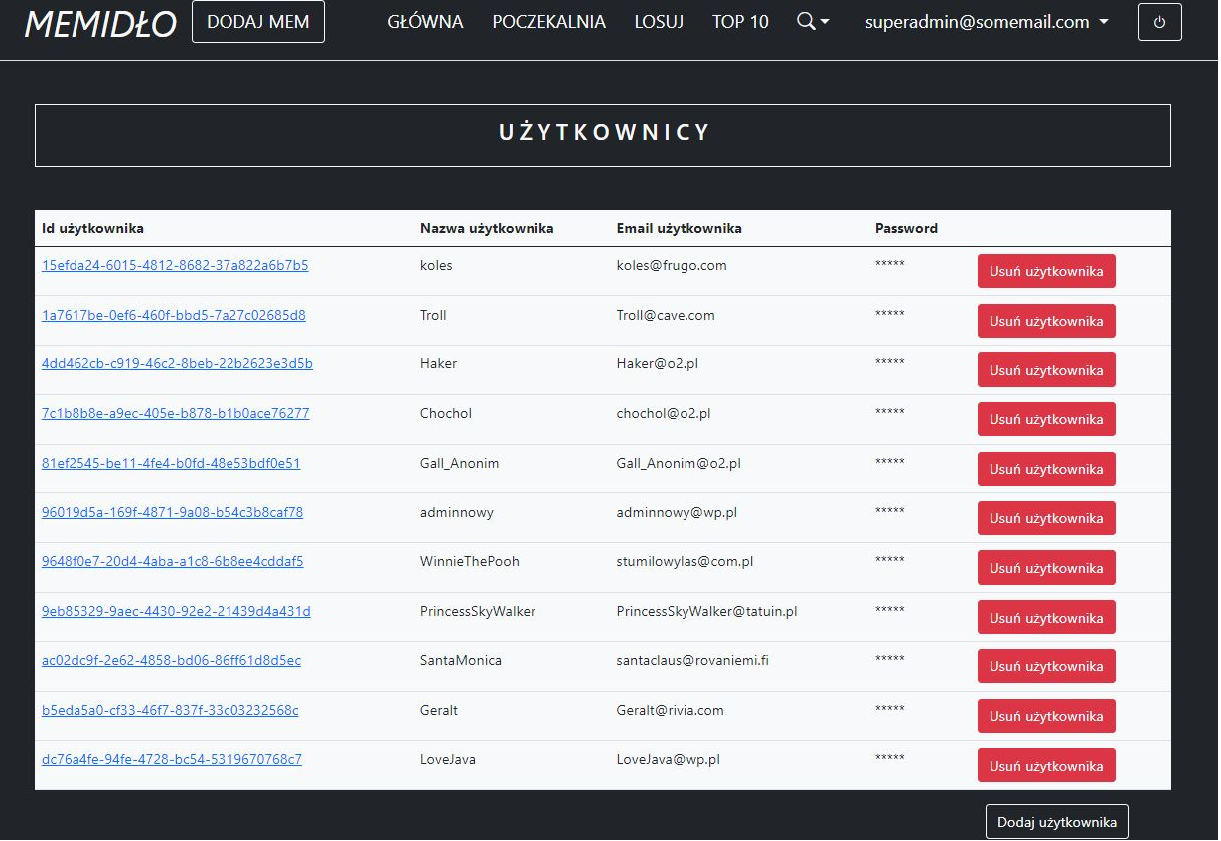 MEMIDŁO DODAJ MEM GŁÓWNA POCZEKALNIA LOSUJ TOP 10 superadmin@somemail.com
UŻYTKOWNICY
Id użytkownika Nazwa użytkownika Email użytkownika Password
15efda24-6015-4812-8682-37a822a6b7b5 koles koles@frugo.com ***** Usuń użytkownika
1a7617be-0ef6-460f-bbd5-7a27c02685d8 Troll Troll@cave.com ***** Usuń użytkownika
4dd462cb-c919-46c2-8beb-22b2623e3d5b Haker Haker@o2.pl ***** Usuń użytkownika
7c1b8b8e-a9ec-405e-b878-b1b0ace76277 Chochol chochol@o2.pl ***** Usuń użytkownika
81ef2545-be11-4fe4-b0fd-48e53bdf0e51 Gall_Anonim Gall_Anonim@o2.pl ***** Usuń użytkownika
96019d5a-169f-4871-9a08-b54c3b8caf78 adminnowy adminnowy@wp.pl ***** Usuń użytkownika
9648f0e7-20d4-4aba-a1c8-6b8ee4cddaf5 WinnieThePooh stumilowylas@com.pl ***** Usuń użytkownika
9eb85329-9aec-4430-92e2-21439d4a431d PrincessSkyWalker PrincessSkyWalker@tatuin.pl ***** Usuń użytkownika
ac02dc9f-2e62-4858-bd06-86ff61d8d5ec SantaMonica santaclaus@rovaniemi.fi ***** Usuń użytkownika
b5eda5a0-cf33-46f7-837f-33c03232568c Geralt Geralt@rivia.com ***** Usuń użytkownika
dc76a4fe-94fe-4728-bc54-5319670768c7 LoveJava LoveJava@wp.pl ***** Usuń użytkownika
Dodaj użytkownika